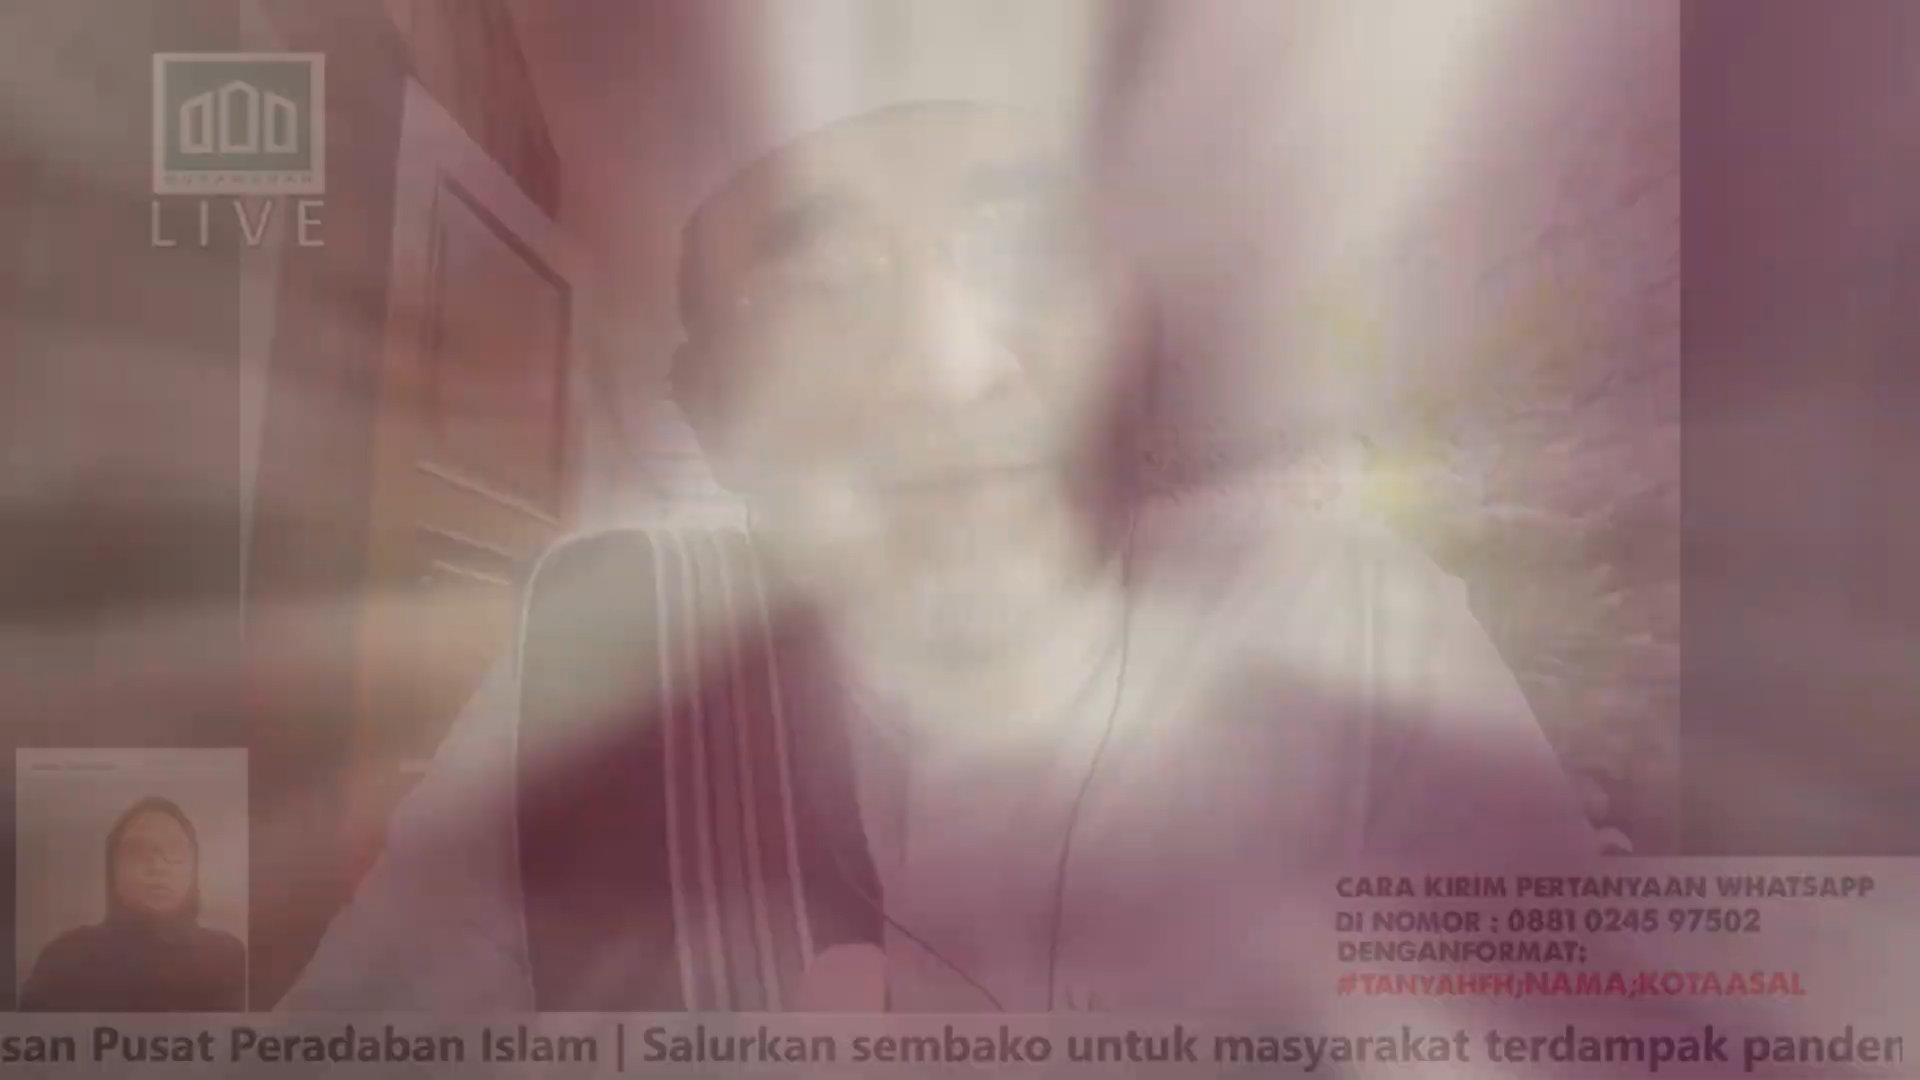 LIVE
CARA KIRIM PERTANYAAN WHATSAPP
DI NOMOR : 0881 0245 97502
DENGANFORMAT:
#TANYAHFH;NAMA;KOTAASAL
san Pusat Peradaban Islam | Salurkan sembako untuk masyarakat terdampak panden